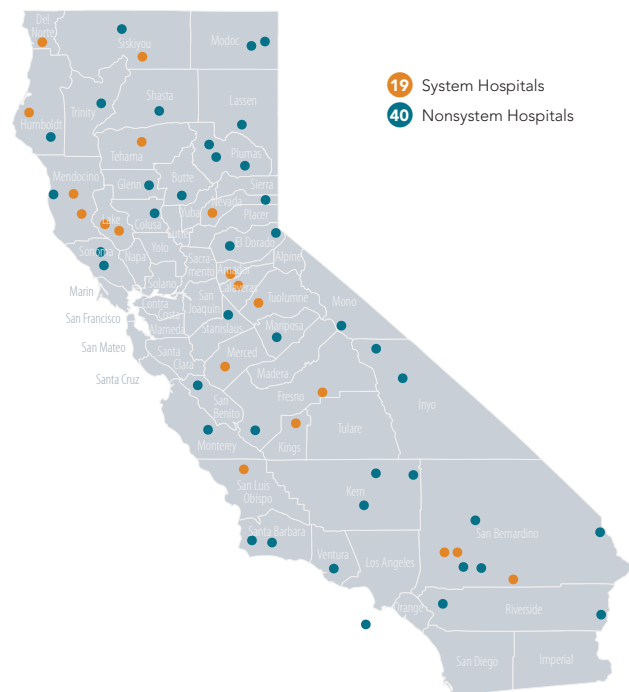 Del
Norte
Siskiyou
Modoc
19 System Hospitals
40 Nonsystem Hospitals
Humboldt
Trinity
Shasta
Lassen
Tehama
Plumas
Mendocino
Glenn
Butte
Sierra
Nevada
Placer
Lake
Colusa
Yuba
Sutter
El Dorado
Sonoma
Napa
Yolo
Sacra-
mento
Amador
Alpine
Marin
Solano
Calaveras
Tuolumne
Mono
San Francisco
Contra
Costa
San
Joaquin
Alameda
Stanislaus
Mariposa
San Mateo
Santa
Clara
Merced
Madera
Santa Cruz
San
Benito
Fresno
Inyo
Monterey
Kings
Tulare
San Luis
Obispo
Kern
San Bernardino
Santa Barbara
Ventura
Los Angeles
Orange
Riverside
San Diego
Imperial